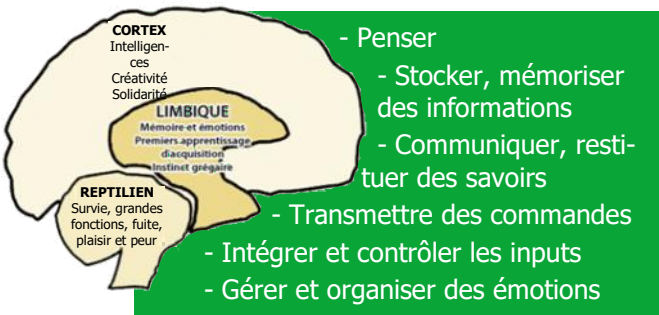 CORTEX
Intelligen-
ces
Créativité
Solidarité
LIMBIQUE
Mémoire et émotions
Premiers apprentissage
diacquisition
Instinct grégaire
REPTILIEN
Survie, grandes
fonctions, fuite,
plaisir et peur
- Penser
- Stocker, mémoriser
des informations
- Communiquer, resti-
tuer des savoirs
- Transmettre des commandes
- Intégrer et contrôler les inputs
- Gérer et organiser des émotions